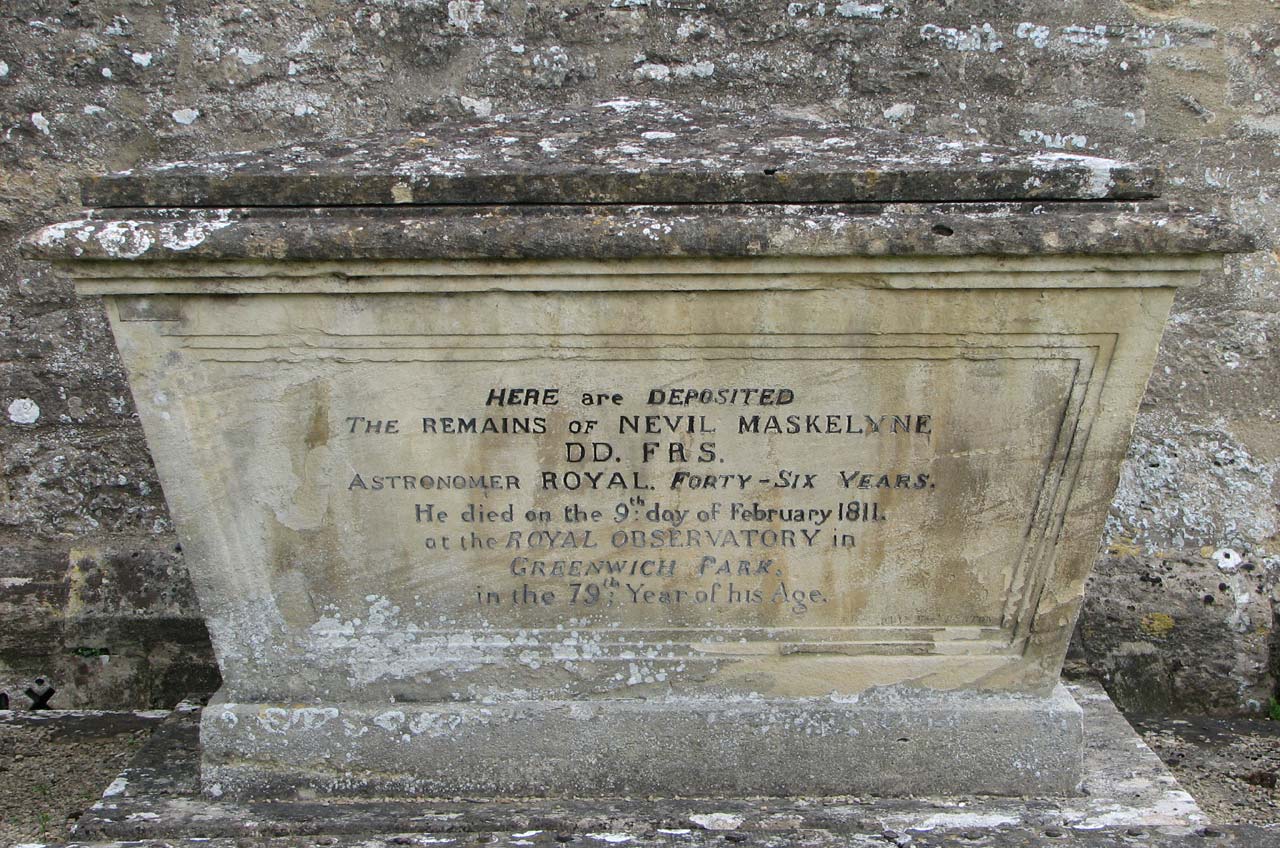 HERE are DEPOSITED
THE REMAINS OF NEVIL MASKELYNE
DD. FRS.
ASTRONOMER ROYAL. FORTY-SIX YEARS.
He died on the 9th day of February 1811.
at the ROYAL OBSERVATORY in
GREENWICH PARK.
in the 79th Year of his Age.